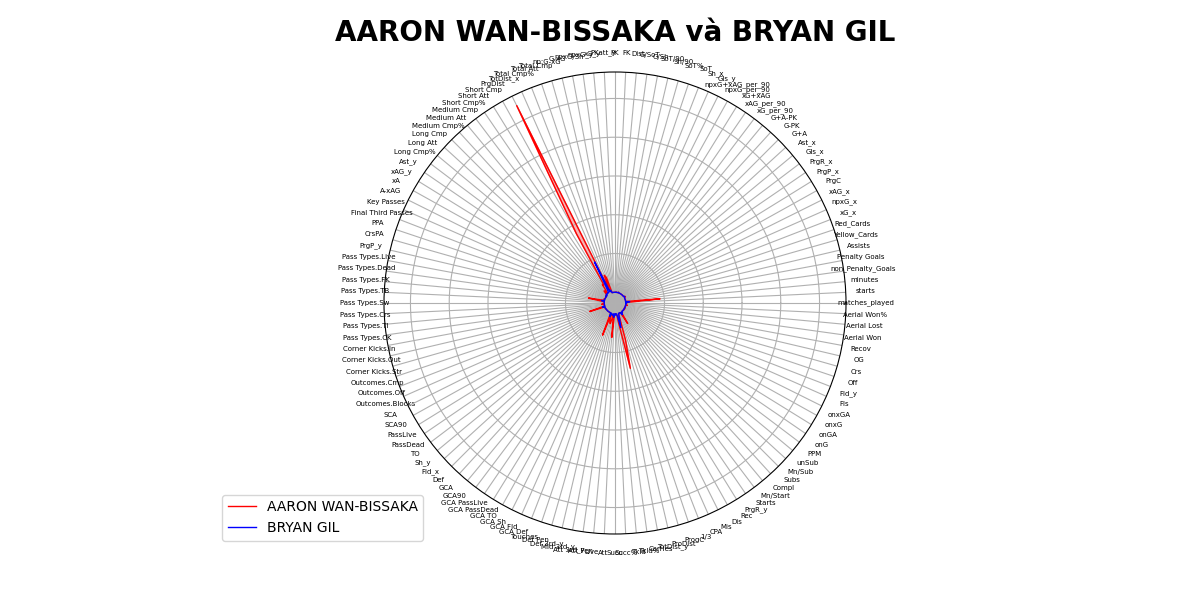 AARON WAN-BISSAKA và BRYAN GIL
FK
Total Cmp%
TotDist_x
PrgDist
Short Cmp
Short Att
Short Cmp%
Medium Cmp
Medium Att
Medium Cmp%
Long Cmp
Long Att
Long Cmp%
Ast_y
xAG_y
xA
A-xAG
Key Passes
Final Third Passes
PPA
CrsPA
PrgP_y
Pass Types.Live
Pass Types.Dead
Pass Types.FK
Pass Types.TB
Pass Types.Sw
Pass Types.Crs
Pass Types.TI
Pass Types.CK
Corner Kicks.In
Corner Kicks.Out
Corner Kicks.Str
Outcomes.Cmp
Outcomes.Off
Outcomes.Blocks
SCA
SCA90
PassLive
PassDead
TO
Sh_y
Fld_x
Def
GCA
GCA90
GCA PassLive
GCA PassDead
GCA TO
GCA Sh
GCA Fld
GCA Def
Touches
SoT
Sh_x
Gls_y
npxG+xAG_per_90
npxG_per_90
xG+xAG
xAG_per_90
xG_per_90
G+A-PK
G-PK
G+A
Ast_x
Gls_x
PrgR_x
PrgP_x
PrgC
xAG_x
npxG_x
xG_x
Red_Cards
Yellow_Cards
Assists
Penalty Goals
non_Penalty_Goals
minutes
starts
matches_played
Aerial Won%
Aerial Lost
Aerial Won
Recov
OG
Crs
Off
Fld_y
Fls
onxGA
onxG
onGA
onG
PPM
unSub
Mn/Sub
Subs
Compl
Mn/Start
Starts
PrgR_y
Rec
Dis
Mis
CPA
1/3
ProgC
ProDist
TotDist_y
AARON WAN-BISSAKA
BRYAN GIL